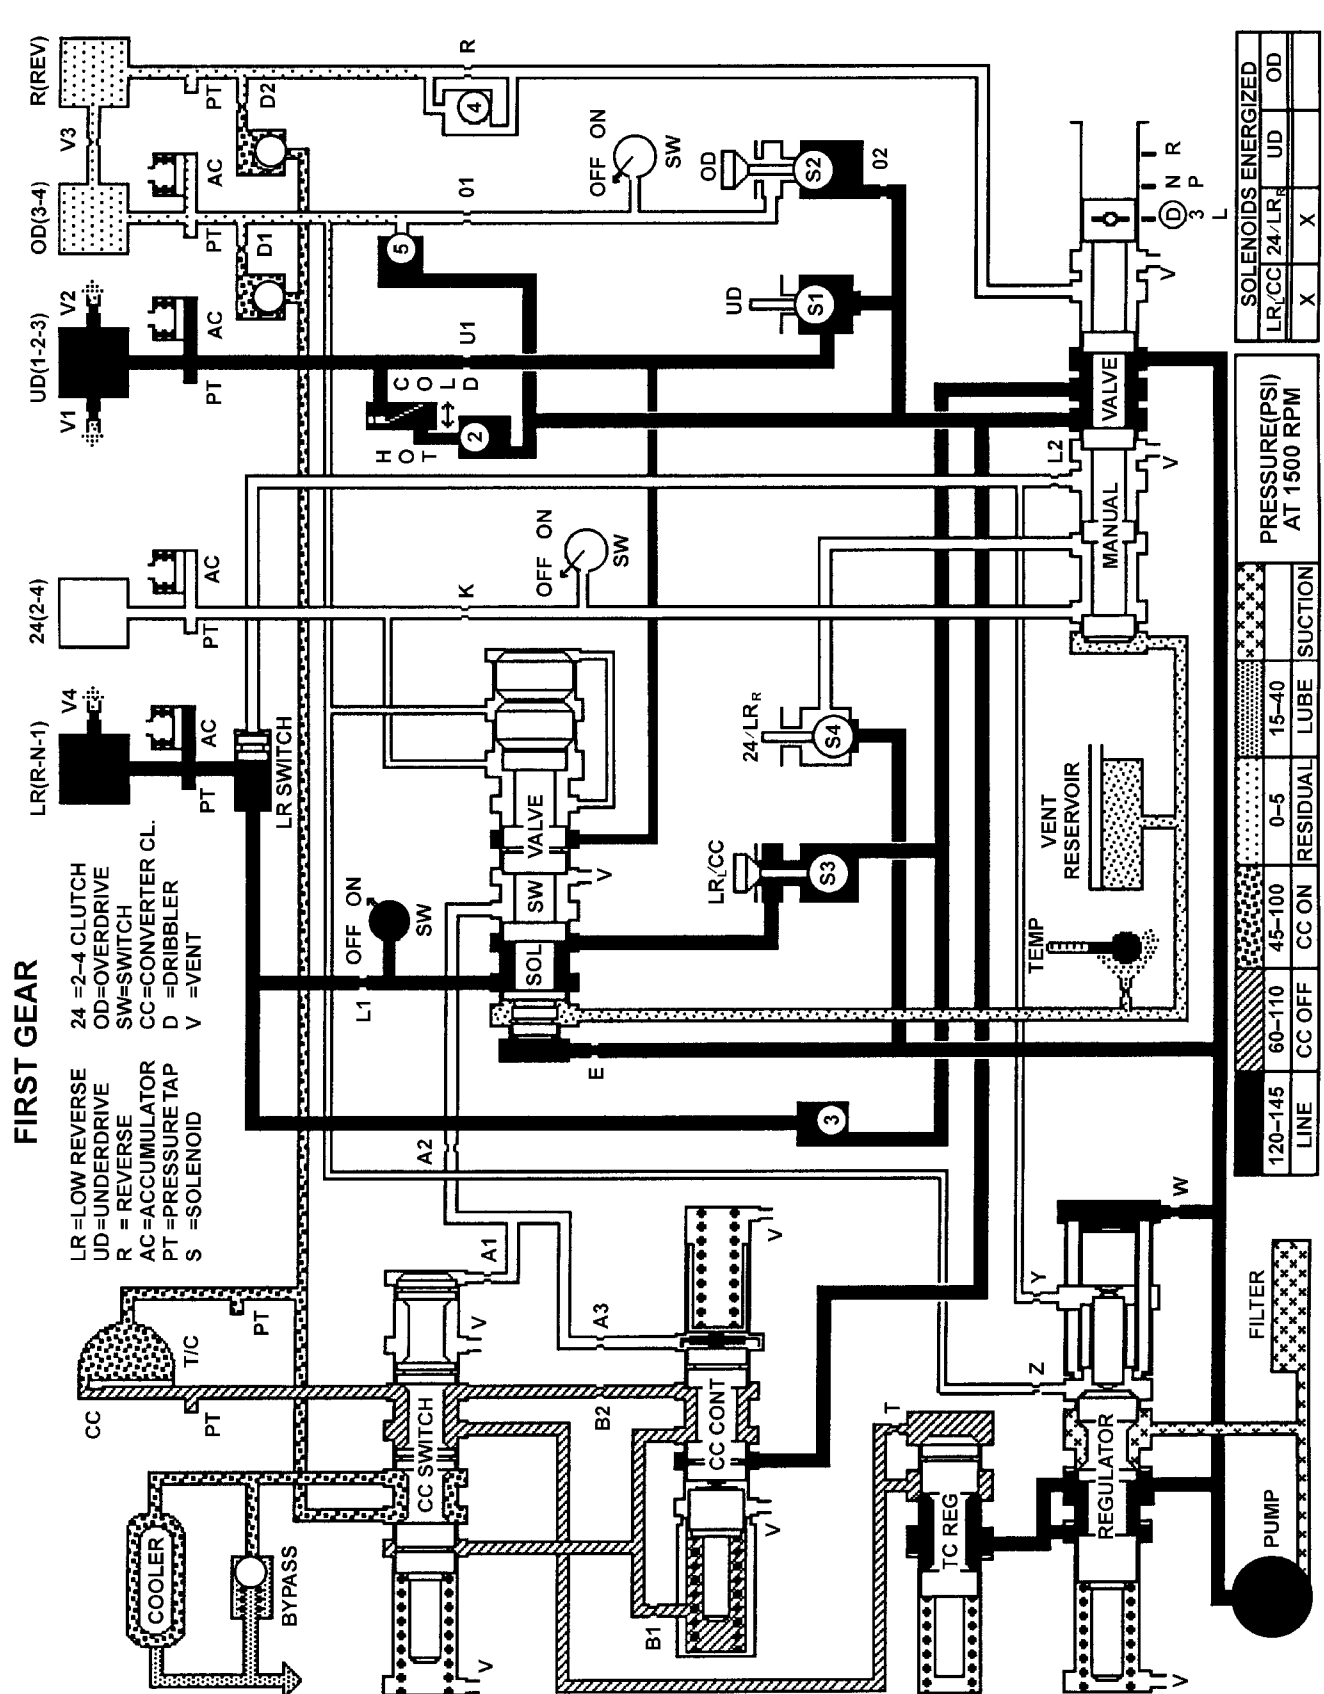 FIRST GEAR
LR =LOW REVERSE
UD =UNDERDRIVE
R = REVERSE
AC =ACCUMULATOR
PT =PRESSURE TAP
S =SOLENOID
24 =2–4 CLUTCH
OD=OVERDRIVE
SW=SWITCH
CC=CONVERTER CL.
D =DRIBBLER
V =VENT
LR(R-N-1)
V4
AC
PT
LR SWITCH
24(2-4)
AC
PT
UD(1-2-3)
V1
V2
AC
PT
OD(3-4)
V3
AC
PT
D1
R(REV)
PT
D2
R
4
01
5
OFF ON
SW
OD
S2
02
UD
S1
U1
COLD
HOT
2
K
OFF ON
SW
L2
24/LRR
S4
LRL/CC
S3
OFF ON
SW
L1
SOL SW VALVE
V
E
3
A2
A1
A3
CC
T/C
PT
PT
COOLER
BYPASS
CC SWITCH
V
V
B2
B1
CC CONT
V
V
T
TC REG
REGULATOR
V
Z
Y
W
PUMP
FILTER
TEMP
VENT RESERVOIR
MANUAL VALVE
V
V
R
N P
D 3
L
SOLENOIDS ENERGIZED
LRL/CC 24/LRR UD OD
X X
PRESSURE(PSI)
AT 1500 RPM
120–145 60–110 45–100 0–5 15–40
LINE CC OFF CC ON RESIDUAL LUBE SUCTION